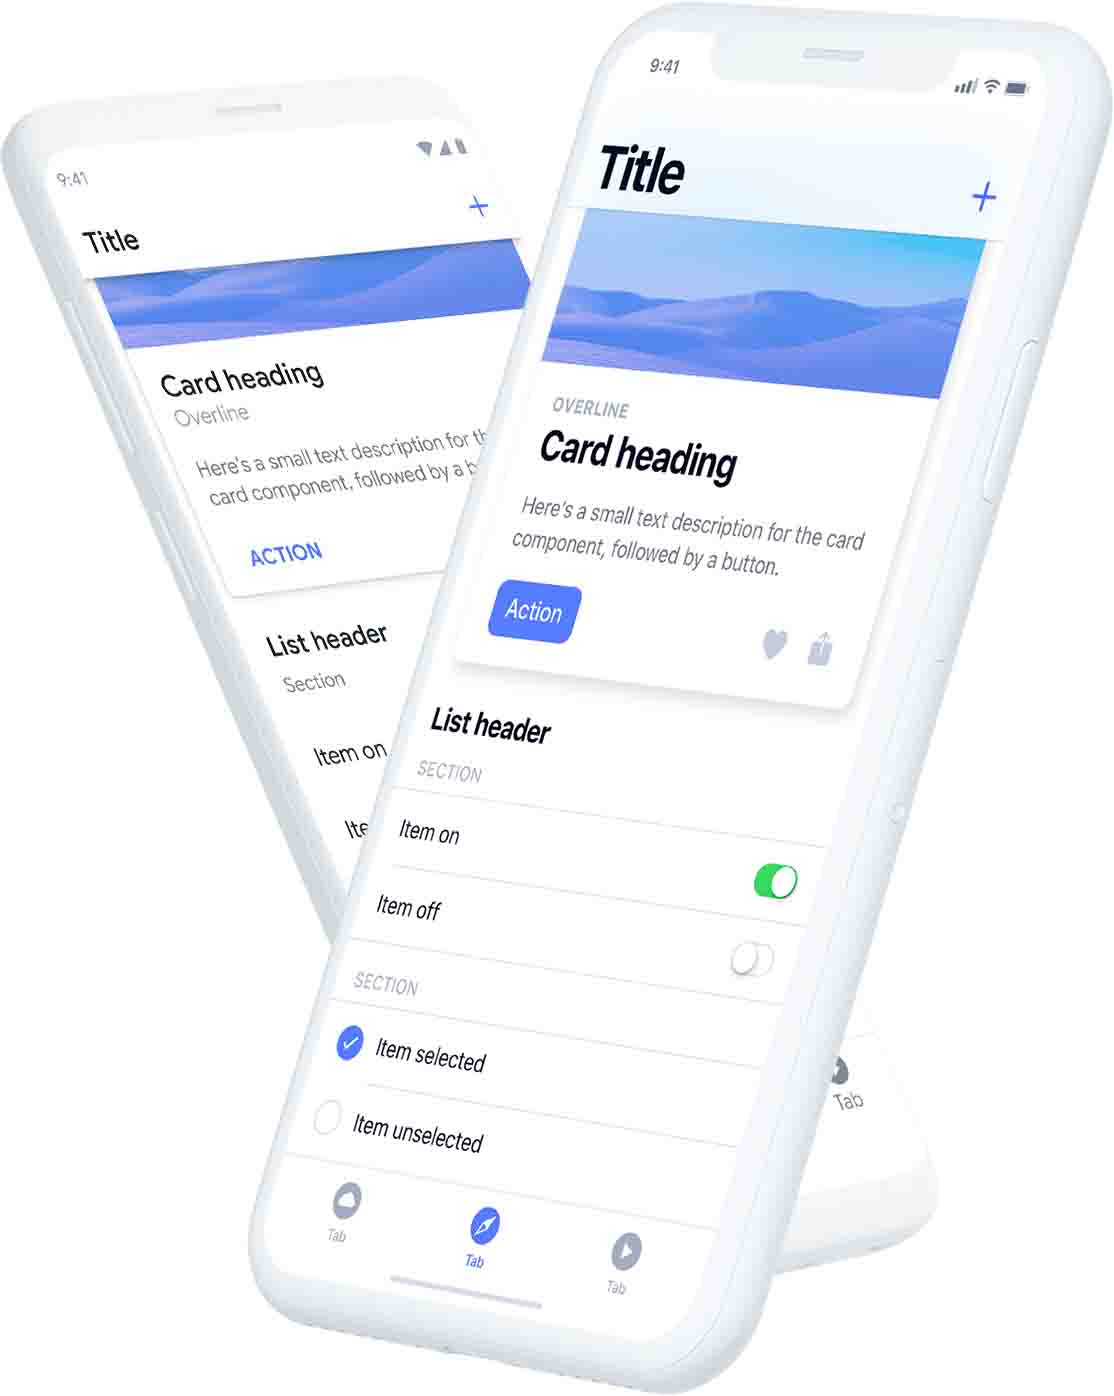 9:41
Title
Card heading
Overline
Here's a small text description for th
card component, followed by a b
ACTION
List header
Section
Item on
Ite
Tab
9:41
Title
OVERLINE
Card heading
Here's a small text description for the card
component, followed by a button.
Action
List header
SECTION
Item on
Item off
SECTION
Item selected
Item unselected
Tab
Tab
Tab